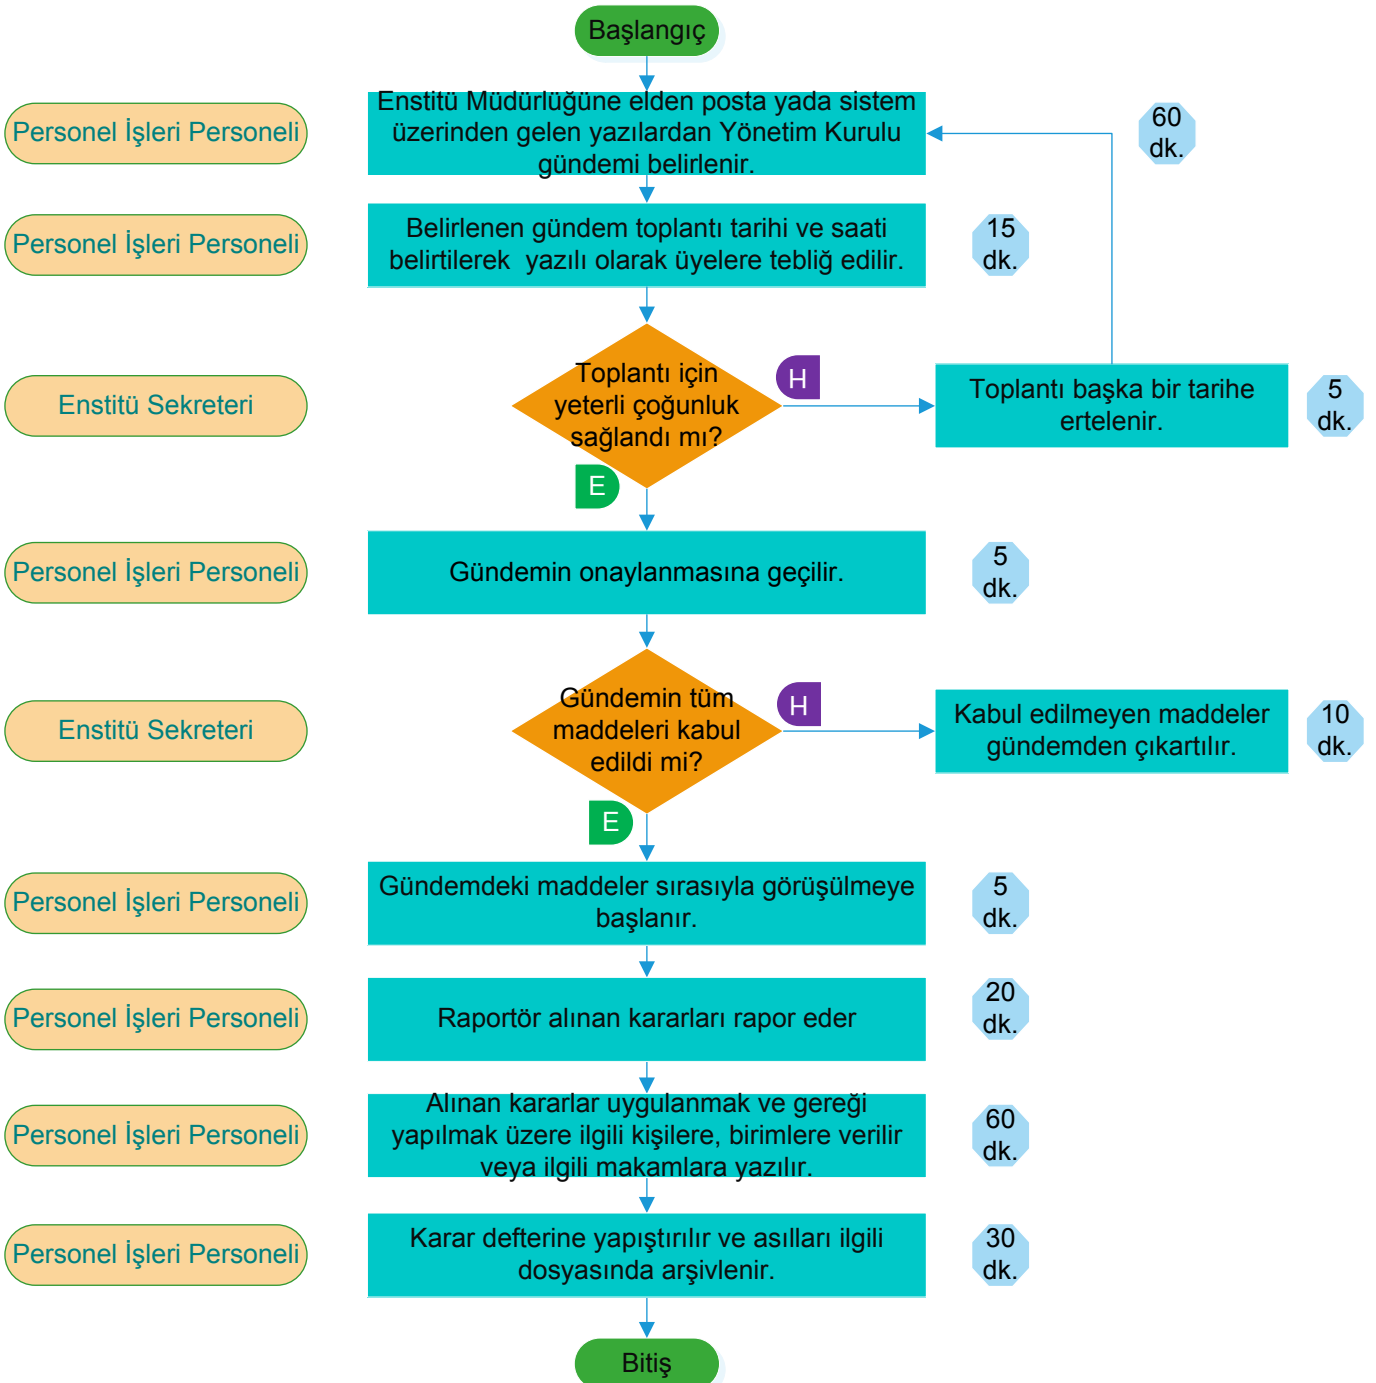 Başlangıç
Personel İşleri Personeli
Enstitü Müdürlüğüne elden posta yada sistem
üzerinden gelen yazılardan Yönetim Kurulu
gündemi belirlenir.
60
dk.
Personel İşleri Personeli
Belirlenen gündem toplantı tarihi ve saati
belirtilerek  yazılı olarak üyelere tebliğ edilir.
15
dk.
Enstitü Sekreteri
Toplantı için
yeterli çoğunluk
sağlandı mı?
H
Toplantı başka bir tarihe
ertelenir.
5
dk.
E
Personel İşleri Personeli
Gündemin onaylanmasına geçilir.
5
dk.
Enstitü Sekreteri
Gündemin tüm
maddeleri kabul
edildi mi?
H
Kabul edilmeyen maddeler
gündemden çıkartılır.
10
dk.
E
Personel İşleri Personeli
Gündemdeki maddeler sırasıyla görüşülmeye
başlanır.
5
dk.
Personel İşleri Personeli
Raportör alınan kararları rapor eder
20
dk.
Personel İşleri Personeli
Alınan kararlar uygulanmak ve gereği
yapılmak üzere ilgili kişilere, birimlere verilir
veya ilgili makamlara yazılır.
60
dk.
Personel İşleri Personeli
Karar defterine yapıştırılır ve asılları ilgili
dosyasında arşivlenir.
30
dk.
Bitiş